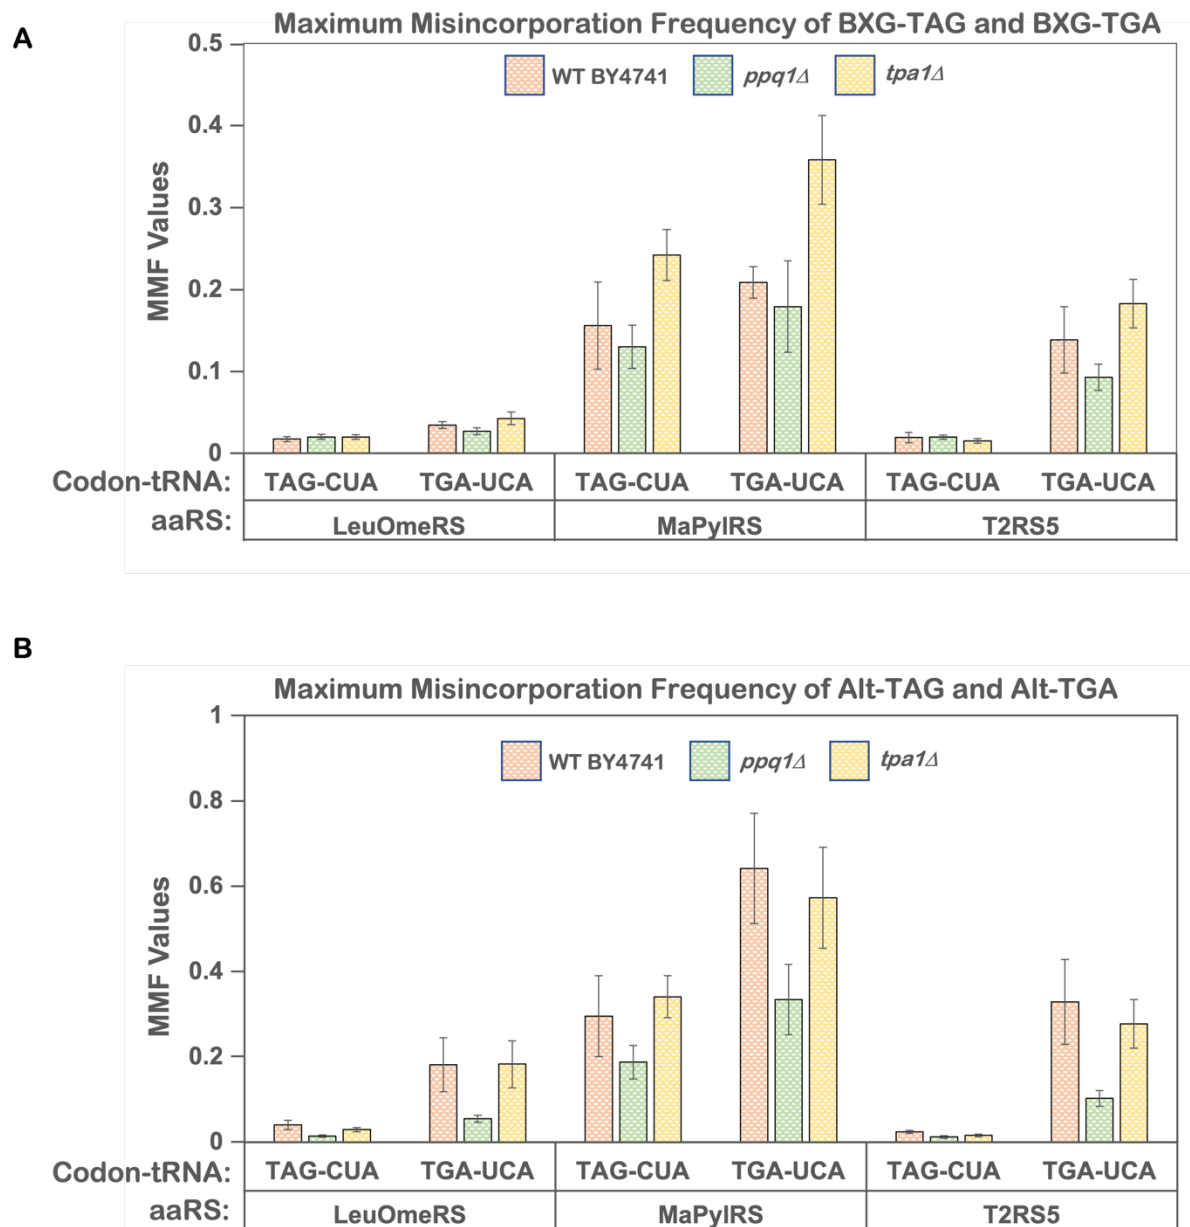 A
Maximum Misincorporation Frequency of BXG-TAG and BXG-TGA
0.5
WT BY4741 ppq1Δ tpa1Δ
0.4
0.3
MMF Values
0.2
0.1
0
Codon-tRNA: TAG-CUA TGA-UCA TAG-CUA TGA-UCA TAG-CUA TGA-UCA
aaRS: LeuOmeRS MaPylRS T2RS5
B
Maximum Misincorporation Frequency of Alt-TAG and Alt-TGA
1
WT BY4741 ppq1Δ tpa1Δ
0.8
0.6
MMF Values
0.4
0.2
0
Codon-tRNA: TAG-CUA TGA-UCA TAG-CUA TGA-UCA TAG-CUA TGA-UCA
aaRS: LeuOmeRS MaPylRS T2RS5